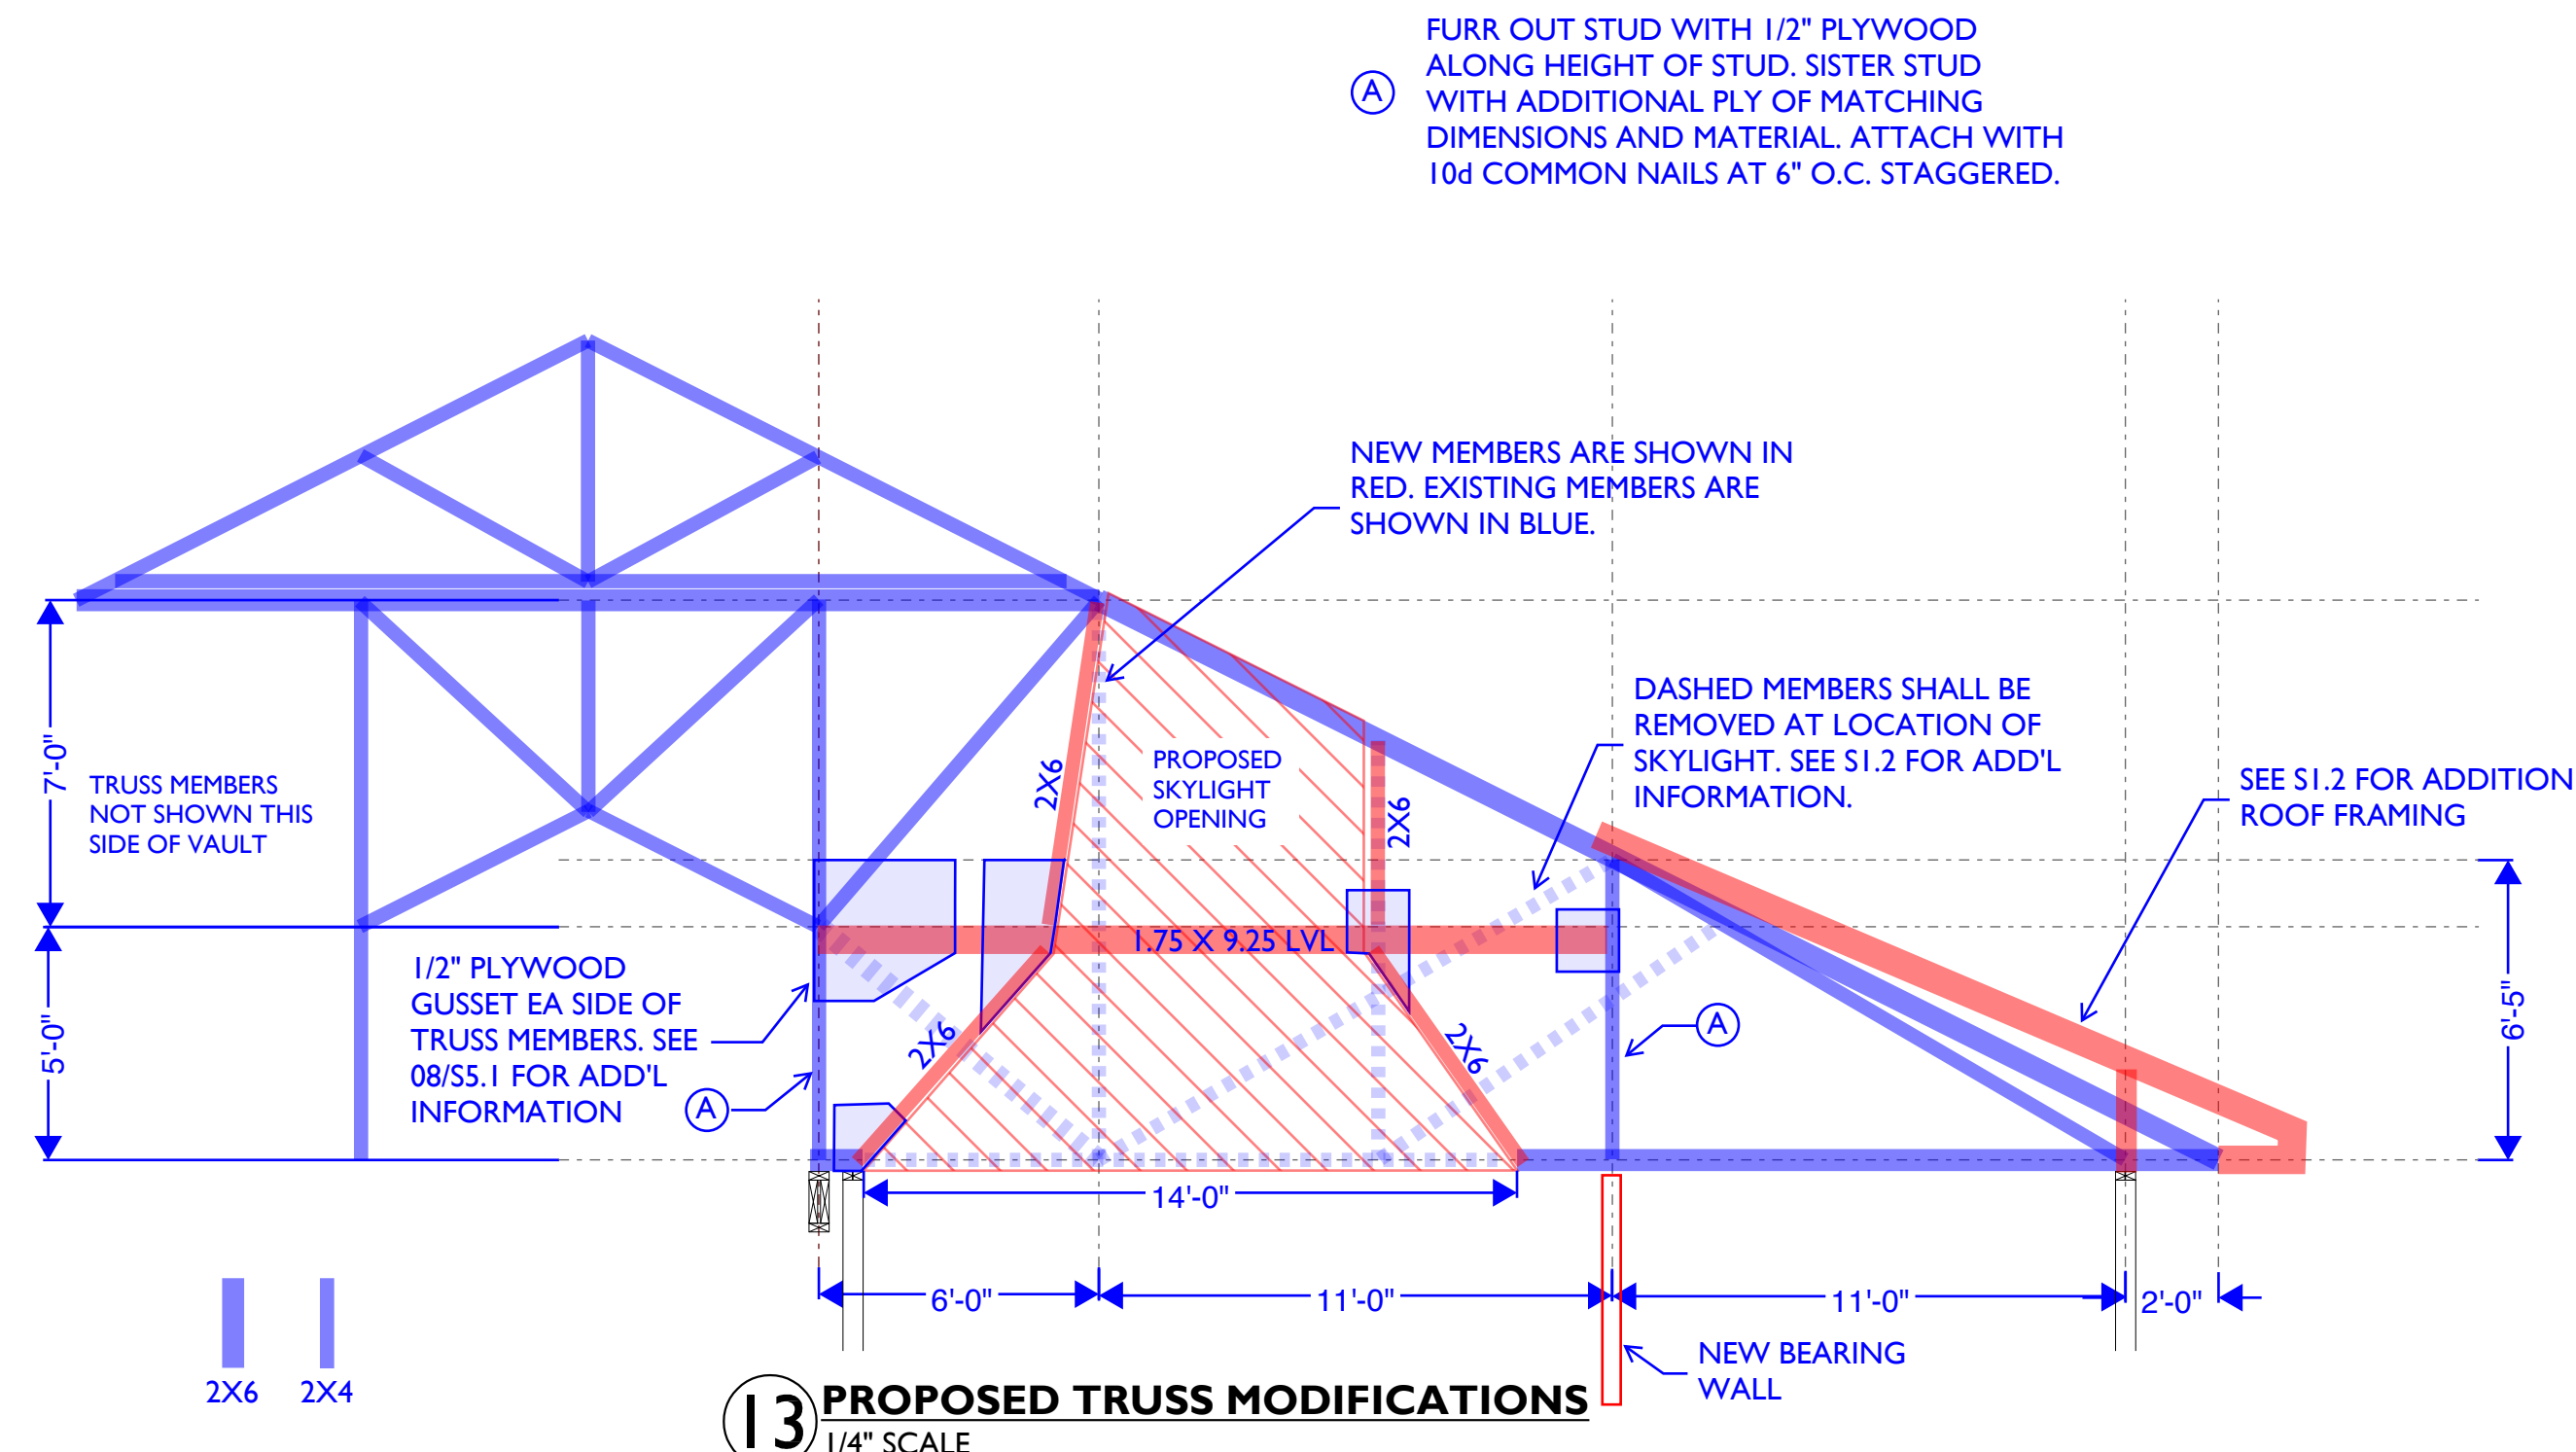 FURR OUT STUD WITH 1/2" PLYWOOD
ALONG HEIGHT OF STUD. SISTER STUD
A
WITH ADDITIONAL PLY OF MATCHING
DIMENSIONS AND MATERIAL. ATTACH WITH
10d COMMON NAILS AT 6" O.C. STAGGERED.
NEW MEMBERS ARE SHOWN IN
RED. EXISTING MEMBERS ARE
SHOWN IN BLUE.
DASHED MEMBERS SHALL BE
REMOVED AT LOCATION OF
SKYLIGHT. SEE S1.2 FOR ADD'L
INFORMATION.
SEE S1.2 FOR ADDITION
ROOF FRAMING
7'-0"
TRUSS MEMBERS
NOT SHOWN THIS
SIDE OF VAULT
2X6
PROPOSED
SKYLIGHT
OPENING
2X6
1.75 X 9.25 LVL
1/2" PLYWOOD
GUSSET EA SIDE OF
TRUSS MEMBERS. SEE
08/S5.1 FOR ADD'L
INFORMATION
A
5'-0"
2X6
2X6
A
6'-5"
14'-0"
6'-0"
11'-0"
11'-0"
2'-0"
NEW BEARING
WALL
2X6
2X4
13
PROPOSED TRUSS MODIFICATIONS
1/4" SCALE